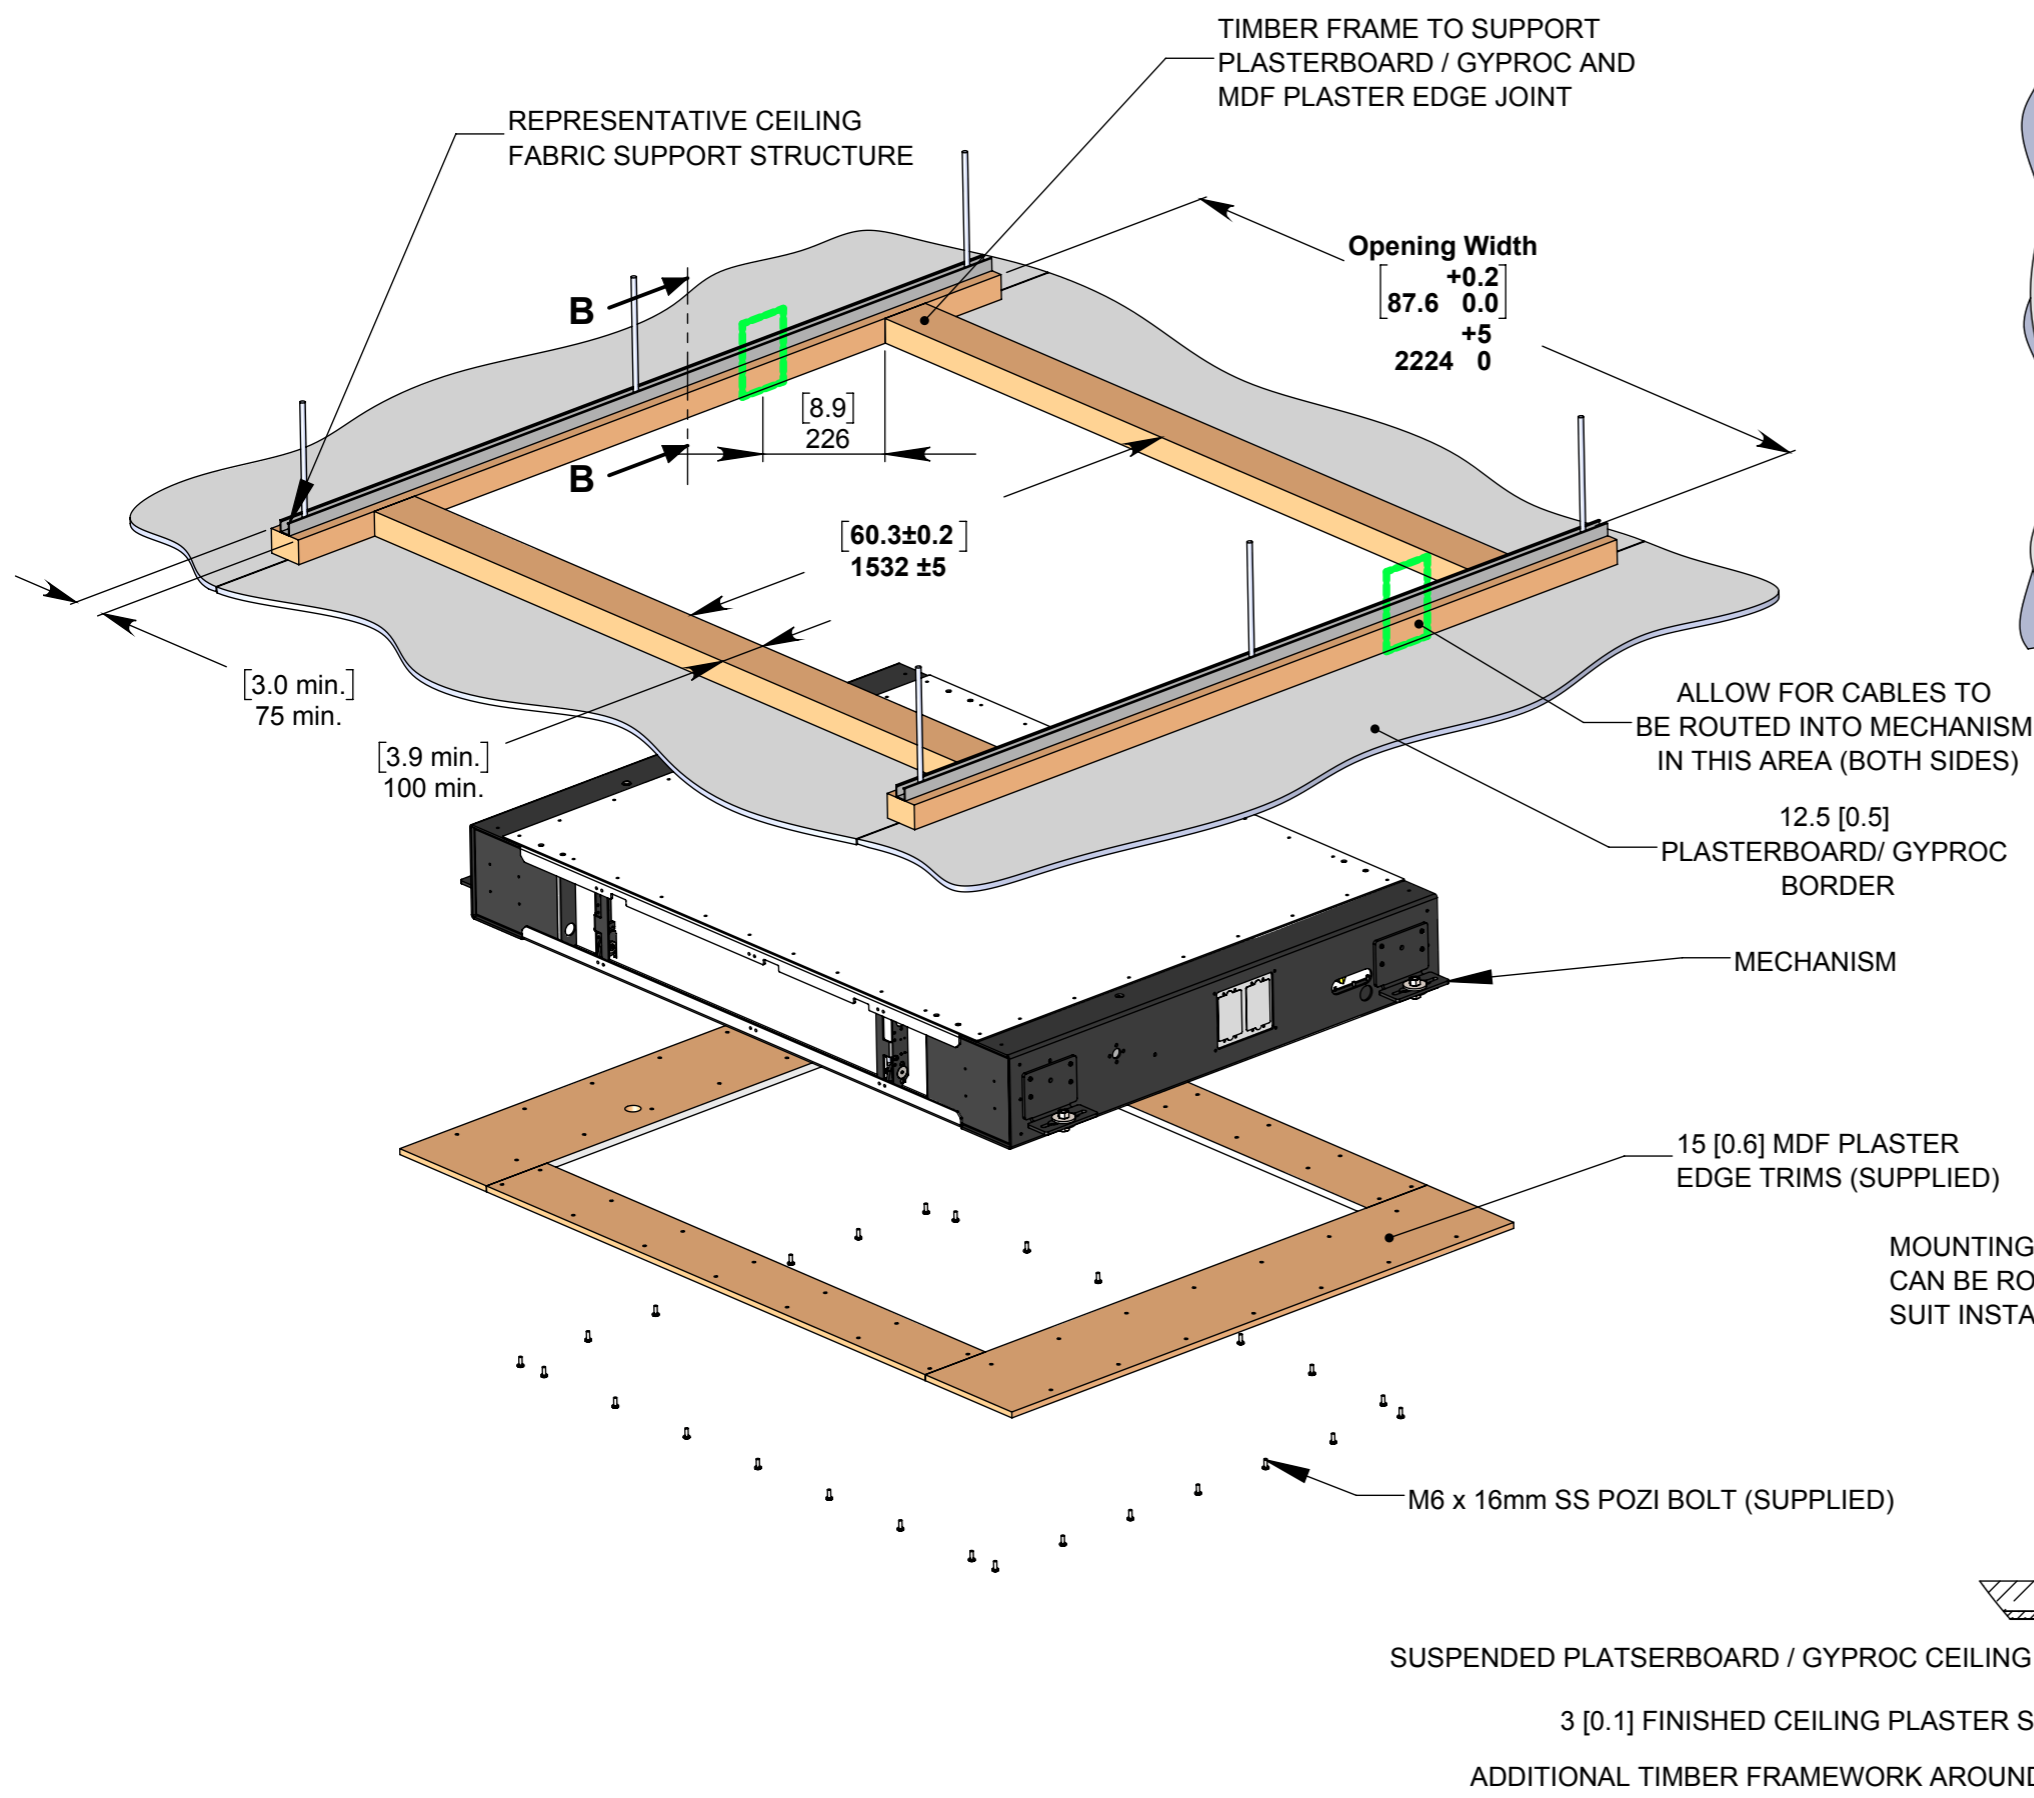 TIMBER FRAME TO SUPPORT
PLASTERBOARD / GYPROC AND
MDF PLASTER EDGE JOINT
REPRESENTATIVE CEILING
FABRIC SUPPORT STRUCTURE
Opening Width
[87.6 +0.2 0.0]
2224 +5 0
B
B
[8.9]
226
[60.3±0.2]
1532 ±5
[3.0 min.]
75 min.
[3.9 min.]
100 min.
ALLOW FOR CABLES TO
BE ROUTED INTO MECHANISM
IN THIS AREA (BOTH SIDES)
12.5 [0.5]
PLASTERBOARD/ GYPROC
BORDER
MECHANISM
15 [0.6] MDF PLASTER
EDGE TRIMS (SUPPLIED)
MOUNTING
CAN BE RO
SUIT INSTA
M6 x 16mm SS POZI BOLT (SUPPLIED)
SUSPENDED PLATSERBOARD / GYPROC CEILING
3 [0.1] FINISHED CEILING PLASTER S
ADDITIONAL TIMBER FRAMEWORK AROUND